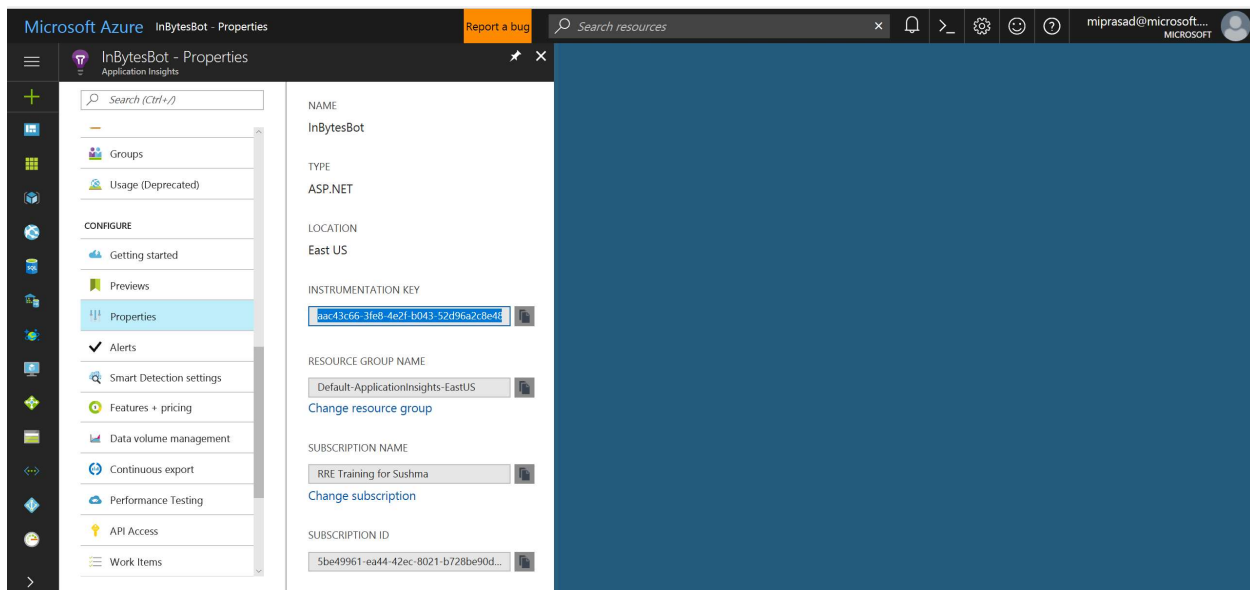 Microsoft Azure InBytesBot - Properties
Report a bug
Search resources
miprasad@microsoft....
MICROSOFT
InBytesBot - Properties
Application Insights
Search (Ctrl+/)
Groups
Usage (Deprecated)
CONFIGURE
Getting started
Previews
Properties
Alerts
Smart Detection settings
Features + pricing
Data volume management
Continuous export
Performance Testing
API Access
Work Items
NAME
InBytesBot
TYPE
ASP.NET
LOCATION
East US
INSTRUMENTATION KEY
aac43c66-3fe8-4e2f-b043-52d96a2c8e48
RESOURCE GROUP NAME
Default-ApplicationInsights-EastUS
Change resource group
SUBSCRIPTION NAME
RRE Training for Sushma
Change subscription
SUBSCRIPTION ID
5be49961-ea44-42ec-8021-b728be90d...